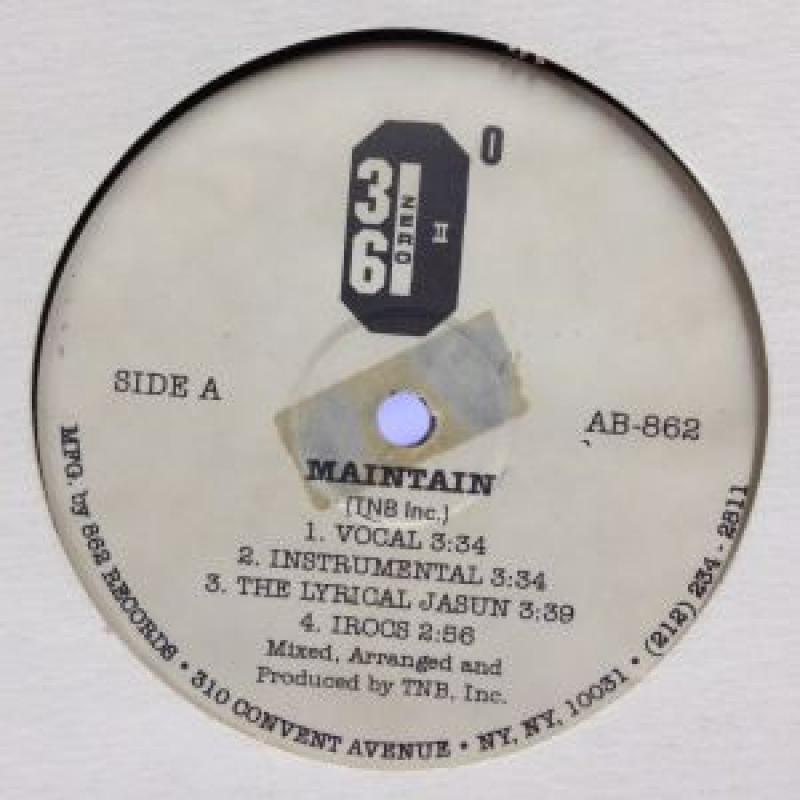 36
ZERO
II
0
SIDE A
AB-862
MAINTAIN
(TNB Inc.)
1. VOCAL 3:34
2. INSTRUMENTAL 3:34
3. THE LYRICAL JASUN 3:39
4. IROCS 2:56
Mixed, Arranged and
Produced by TNB, Inc.
MFG. by 862 RECORDS • 310 CONVENT AVENUE • NY, NY, 10031 • (212) 234 - 2811